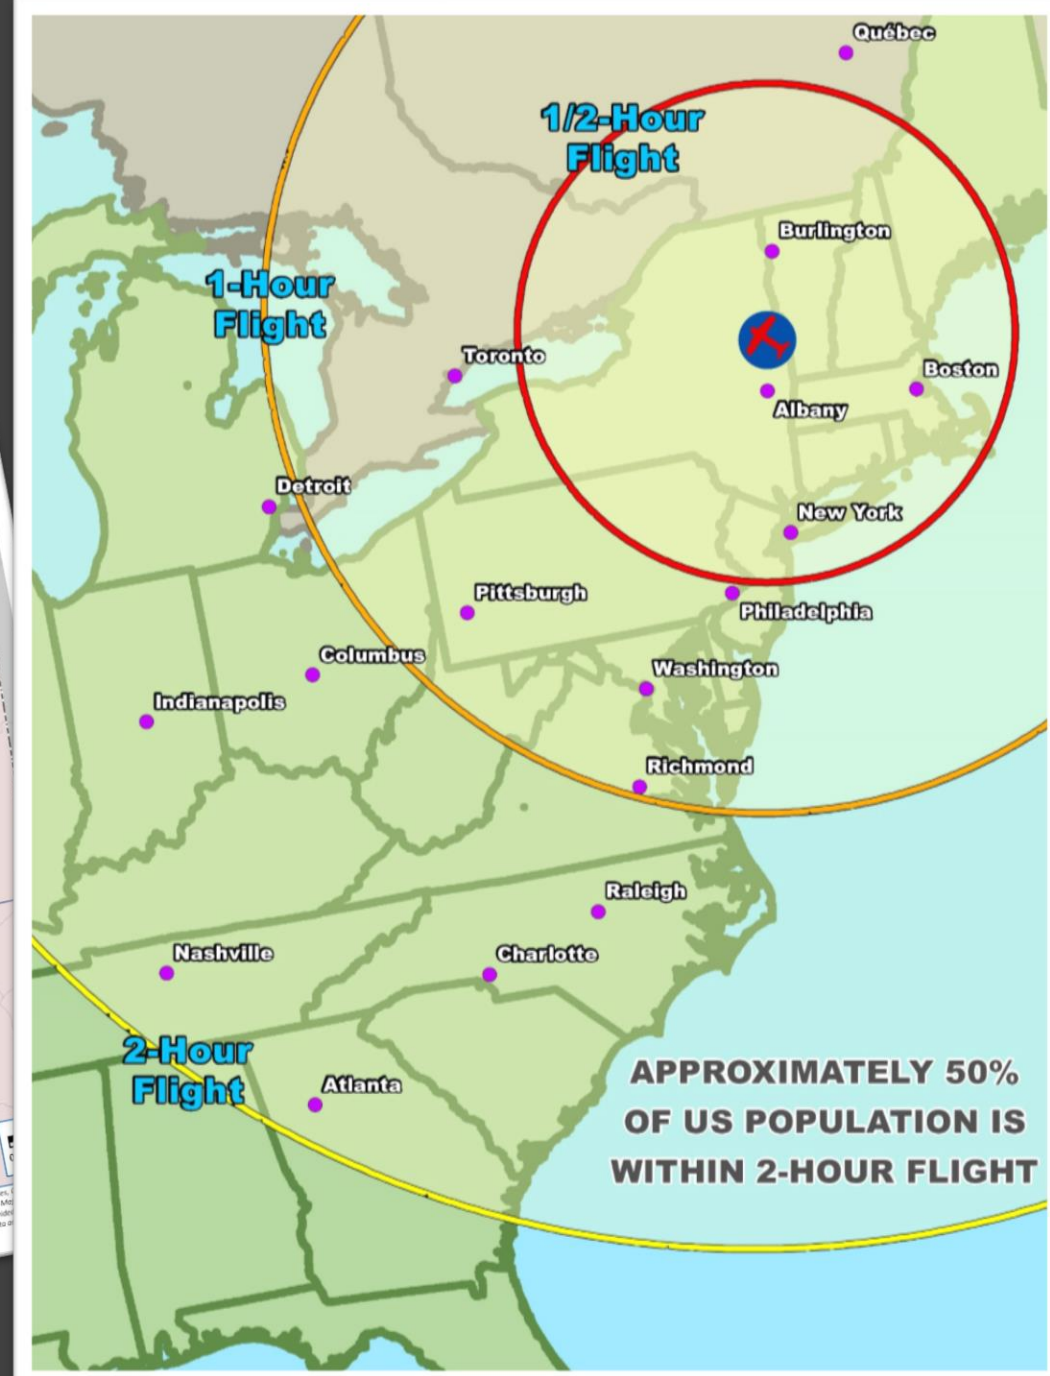 Québec
1/2-Hour
Flight
Burlington
1-Hour
Flight
Toronto
Boston
Albany
Detroit
New York
Pittsburgh
Philadelphia
Columbus
Washington
Indianapolis
Richmond
Raleigh
Nashville
Charlotte
2-Hour
Flight
Atlanta
APPROXIMATELY 50%
OF US POPULATION IS
WITHIN 2-HOUR FLIGHT